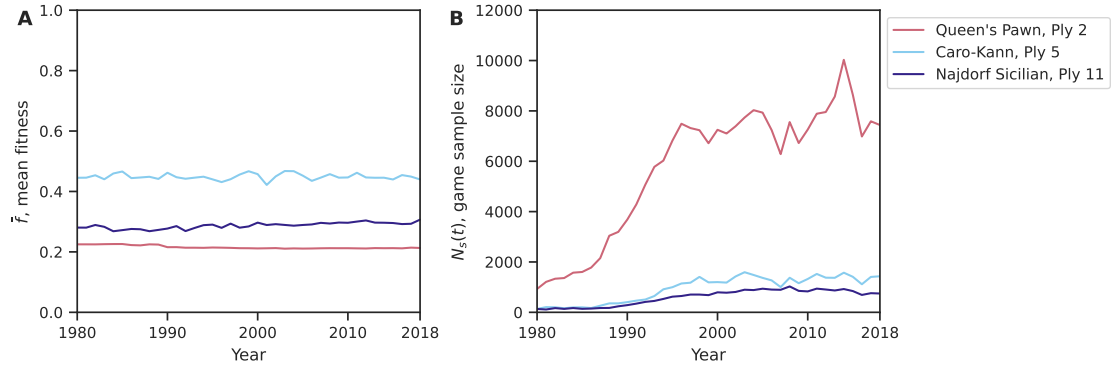 A
1.0
0.8
0.6
0.4
0.2
0.0
f̄, mean fitness
1980
1990
2000
2010
2018
Year
B
12000
10000
8000
6000
4000
2000
0
Nₛ(t), game sample size
1980
1990
2000
2010
2018
Year
Queen's Pawn, Ply 2
Caro-Kann, Ply 5
Najdorf Sicilian, Ply 11